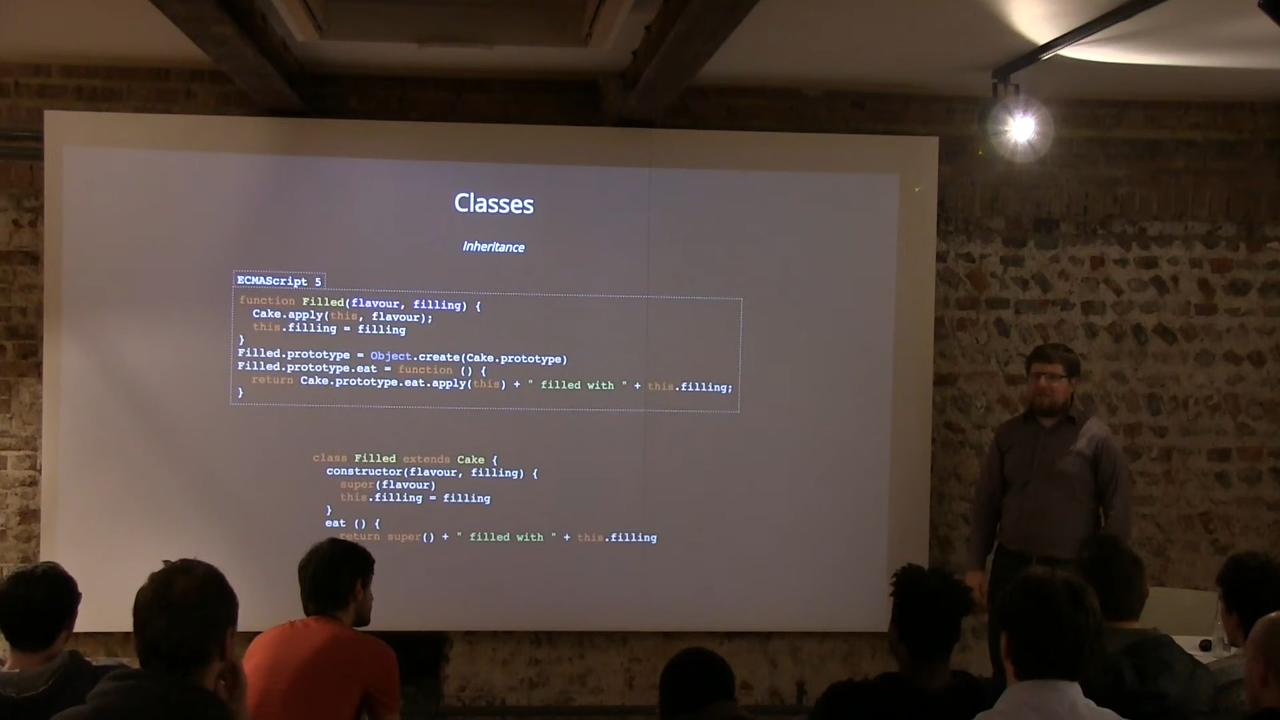 Classes
Inheritance
ECMAScript 5
function Filled(flavour, filling) {
Cake.apply(this, flavour);
this.filling = filling
}
Filled.prototype = Object.create(Cake.prototype)
Filled.prototype.eat = function () {
return Cake.prototype.eat.apply(this) + " filled with " + this.filling;
}
class Filled extends Cake {
constructor(flavour, filling) {
super(flavour)
this.filling = filling
}
eat () {
return super() + " filled with " + this.filling